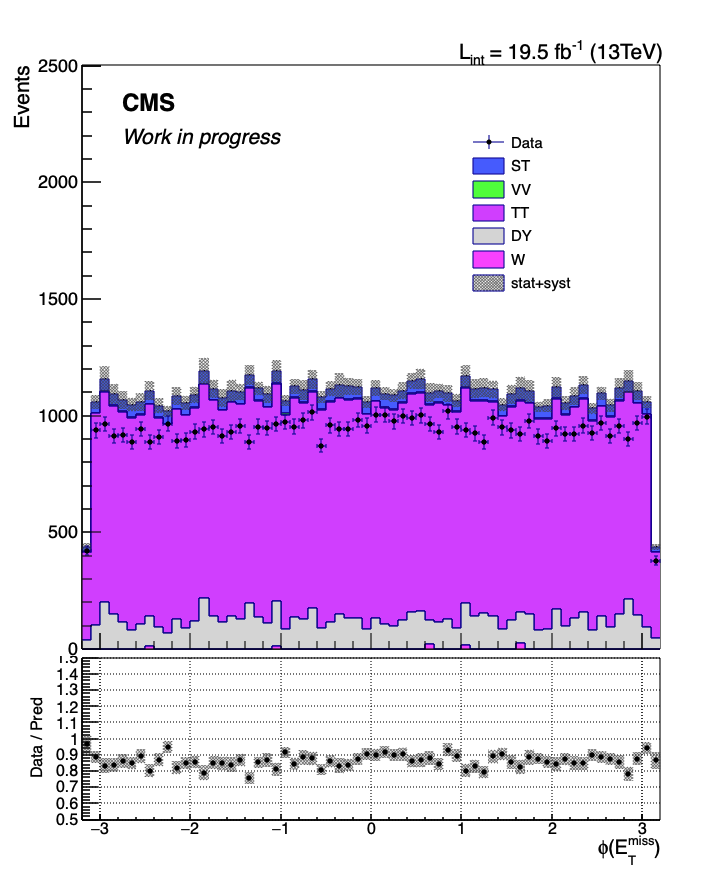 L_int = 19.5 fb^-1 (13TeV)
Events
2500
CMS
Work in progress
Data
2000
ST
VV
TT
DY
W
1500
stat+syst
1000
500
0
Data / Pred
1.5
1.4
1.3
1.2
1.1
1
0.9
0.8
0.7
0.6
0.5
−3 −2 −1 0 1 2 3
φ(E_T^miss)